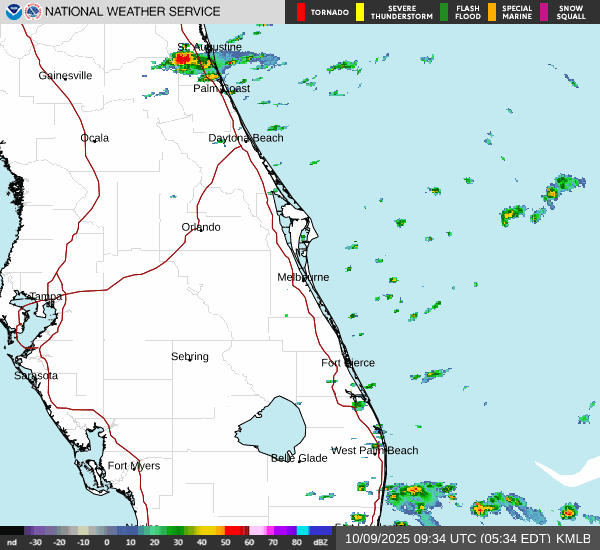 NATIONAL WEATHER SERVICE
TORNADO
SEVERE
THUNDERSTORM
FLASH
FLOOD
SPECIAL
MARINE
SNOW
SQUALL
St. Augustine
Gainesville
Palm Coast
Ocala
Daytona Beach
Orlando
Melbourne
Tampa
Sebring
Fort Pierce
Sarasota
West Palm Beach
Belle Glade
Fort Myers
nd -30 -20 -10 0 10 20 30 40 50 60 70 80 dBZ
10/09/2025 09:34 UTC (05:34 EDT) KMLB